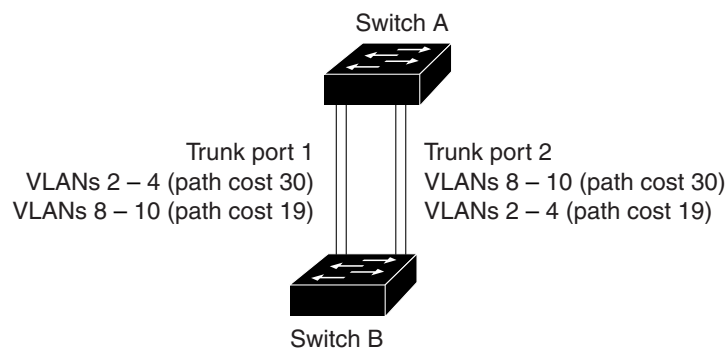 Switch A
Trunk port 1
VLANs 2 – 4 (path cost 30)
VLANs 8 – 10 (path cost 19)
Trunk port 2
VLANs 8 – 10 (path cost 30)
VLANs 2 – 4 (path cost 19)
Switch B